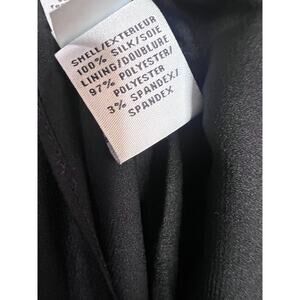 SHELL/EXTERIEUR
100% SILK/SOIE
LINING/DOUBLURE
97% POLYESTER/
POLYESTER
3% SPANDEX/
SPANDEX